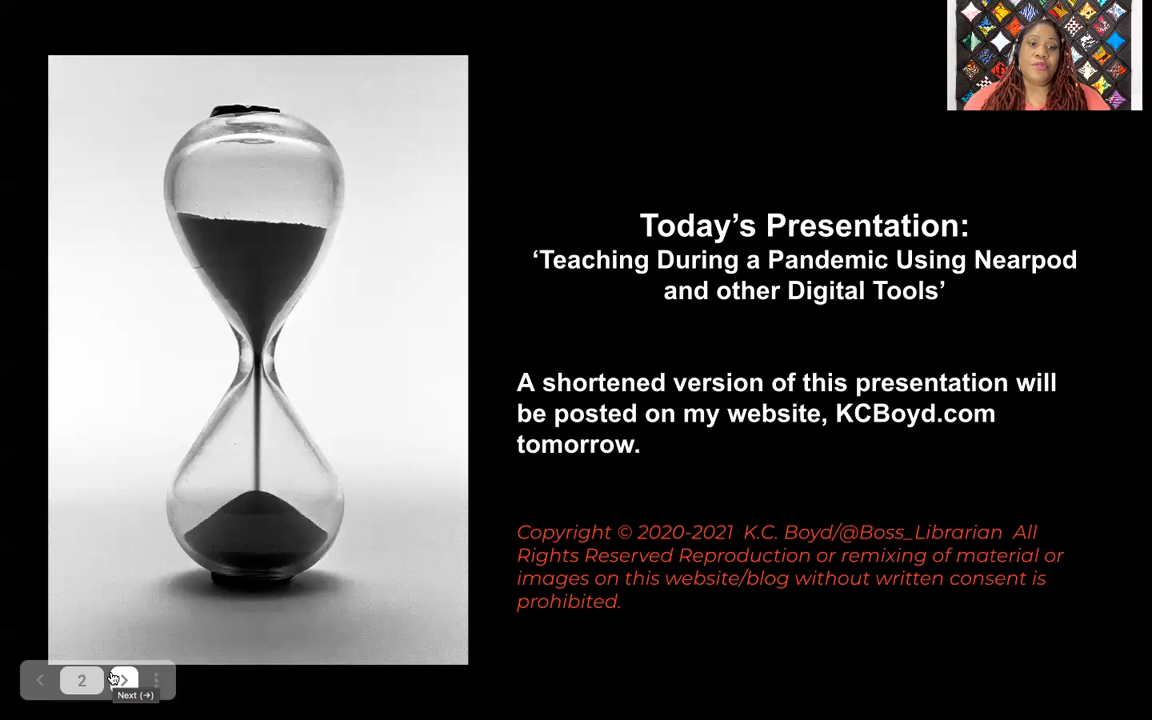 Today’s Presentation:
‘Teaching During a Pandemic Using Nearpod
and other Digital Tools’
A shortened version of this presentation will
be posted on my website, KCBoyd.com
tomorrow.
Copyright © 2020-2021  K.C. Boyd/@Boss_Librarian  All
Rights Reserved Reproduction or remixing of material or
images on this website/blog without written consent is
prohibited.
2
Next (→)